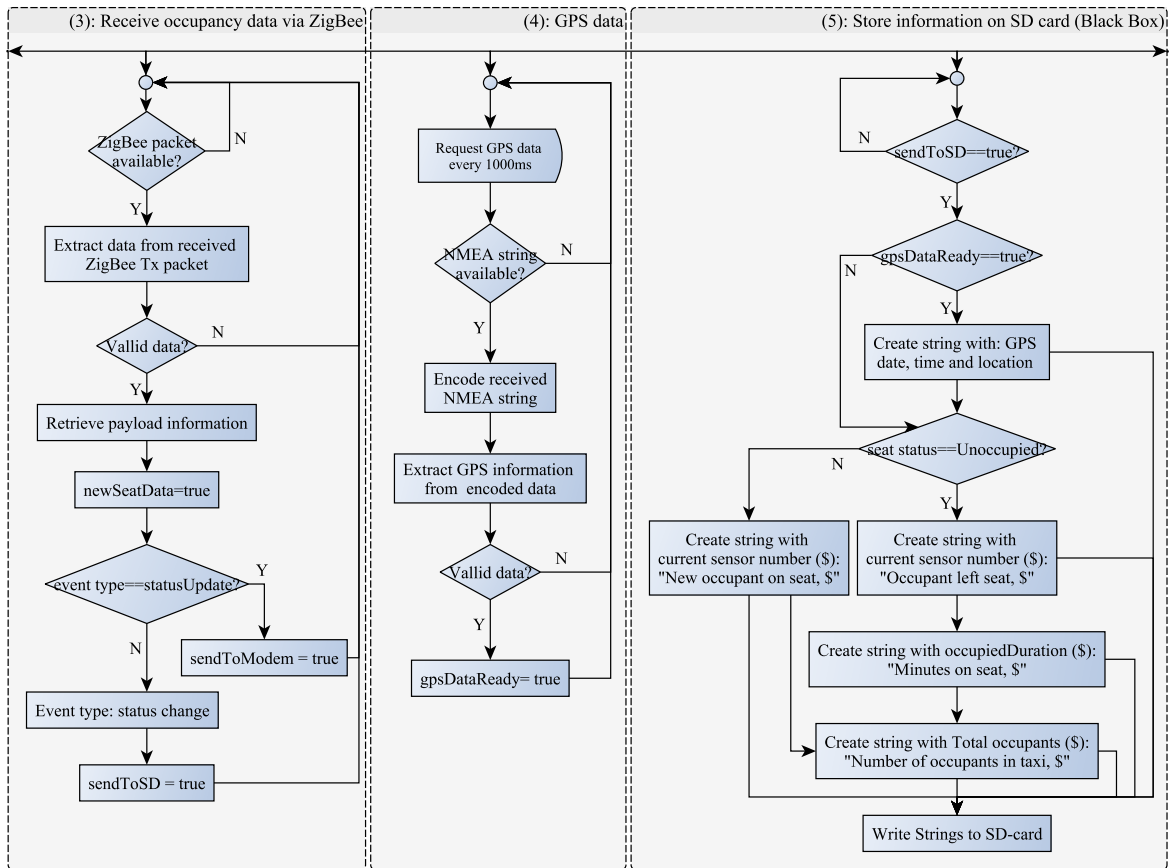 (3): Receive occupancy data via ZigBee
ZigBee packet
available?
N
Y
Extract data from received
ZigBee Tx packet
Vallid data?
N
Y
Retrieve payload information
newSeatData=true
event type==statusUpdate?
Y
N
sendToModem = true
Event type: status change
sendToSD = true
(4): GPS data
Request GPS data
every 1000ms
NMEA string
available?
N
Y
Encode received
NMEA string
Extract GPS information
from encoded data
Vallid data?
N
Y
gpsDataReady= true
(5): Store information on SD card (Black Box)
sendToSD==true?
N
Y
gpsDataReady==true?
N
Y
Create string with: GPS
date, time and location
seat status==Unoccupied?
N
Y
Create string with
current sensor number ($):
"New occupant on seat, $"
Create string with
current sensor number ($):
"Occupant left seat, $"
Create string with occupiedDuration ($):
"Minutes on seat, $"
Create string with Total occupants ($):
"Number of occupants in taxi, $"
Write Strings to SD-card